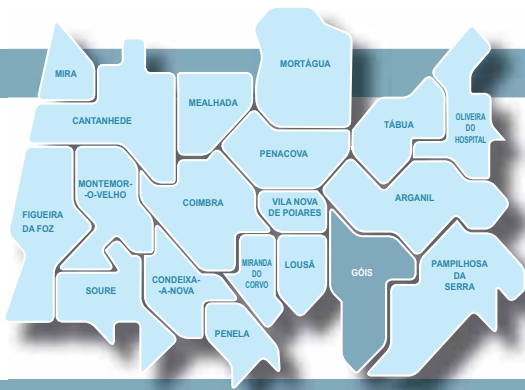 MIRA
MORTÁGUA
MEALHADA
CANTANHEDE
TÁBUA
OLIVEIRA
DO
HOSPITAL
PENACOVA
MONTEMOR-
-O-VELHO
COIMBRA
VILA NOVA
DE POIARES
ARGANIL
FIGUEIRA
DA FOZ
MIRANDA
DO
CORVO
LOUSÃ
GÓIS
PAMPILHOSA
DA
SERRA
SOURE
CONDEIXA-
-A-NOVA
PENELA